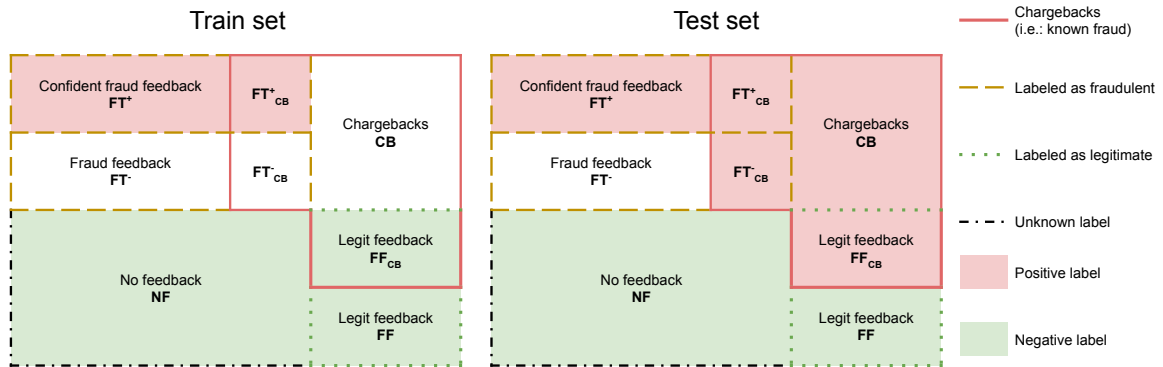 Train set
Confident fraud feedback
FT⁺
FT⁺CB
Chargebacks
CB
Fraud feedback
FT⁻
FT⁻CB
No feedback
NF
Legit feedback
FFCB
Legit feedback
FF
Test set
Confident fraud feedback
FT⁺
FT⁺CB
Chargebacks
CB
Fraud feedback
FT⁻
FT⁻CB
No feedback
NF
Legit feedback
FFCB
Legit feedback
FF
Chargebacks
(i.e.: known fraud)
Labeled as fraudulent
Labeled as legitimate
Unknown label
Positive label
Negative label